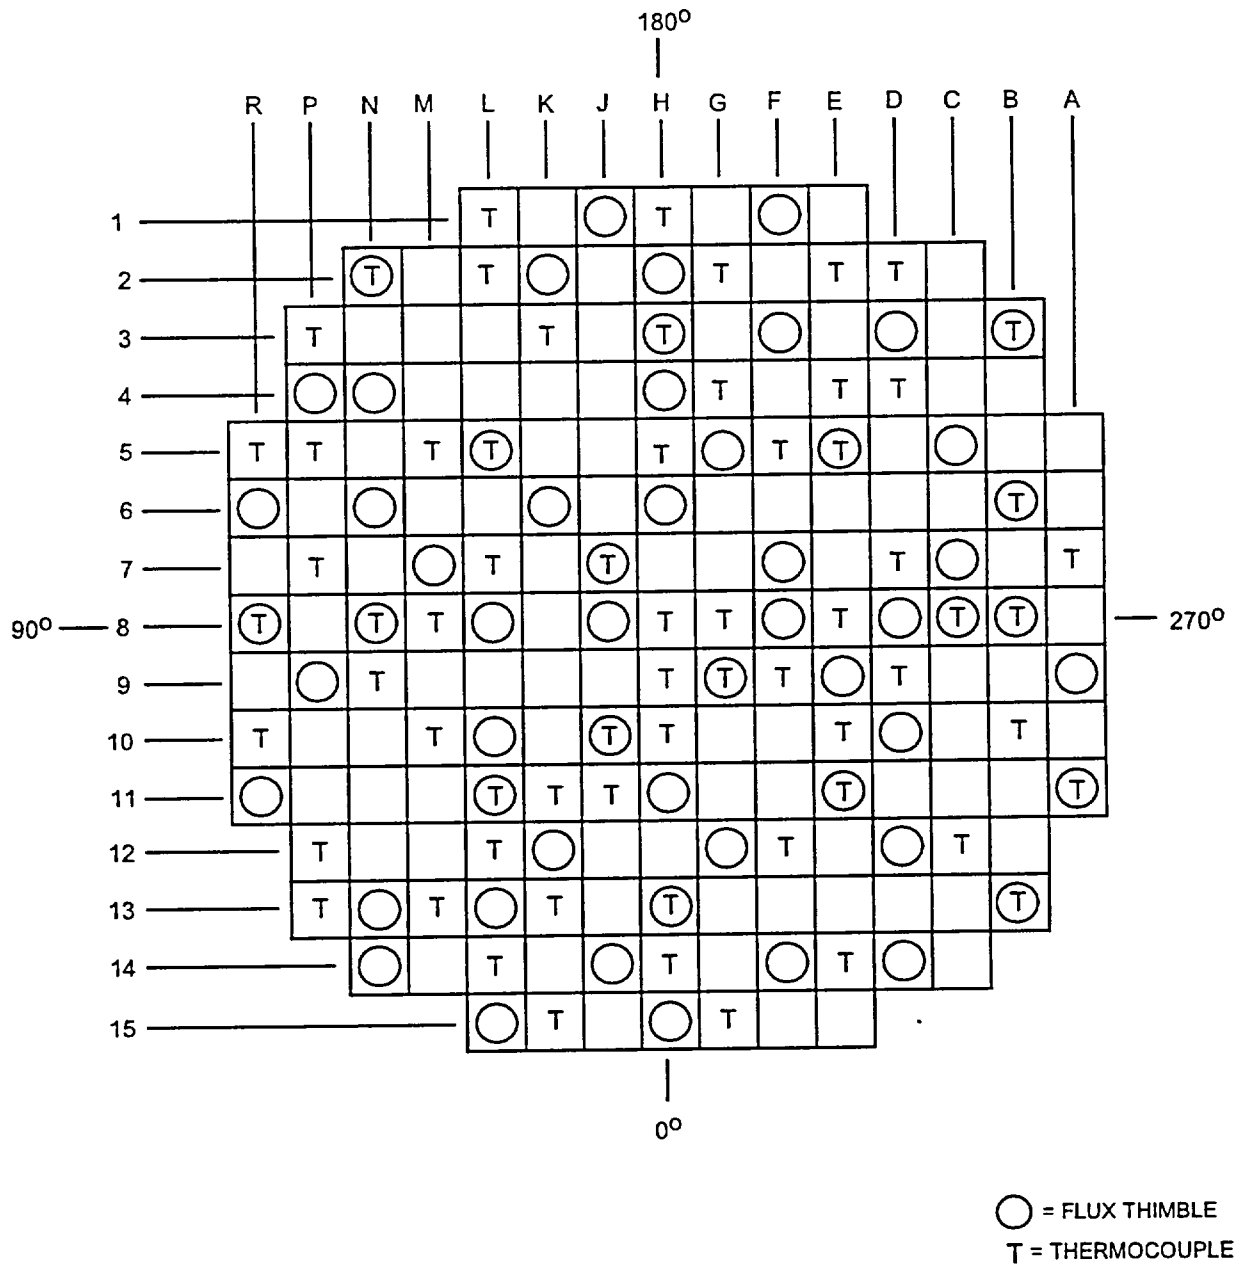 180°
R P N M L K J H G F E D C B A
1 T T
2 T T T T T
3 T T T T
4 T T T
5 T T T T T T T
6 T
7 T T T T T
8 T T T T T T T T
9 T T T T T
10 T T T T T T
11 T T T T T
12 T T T T
13 T T T T T
14 T T T
15 T T
90°
270°
0°
= FLUX THIMBLE
T = THERMOCOUPLE